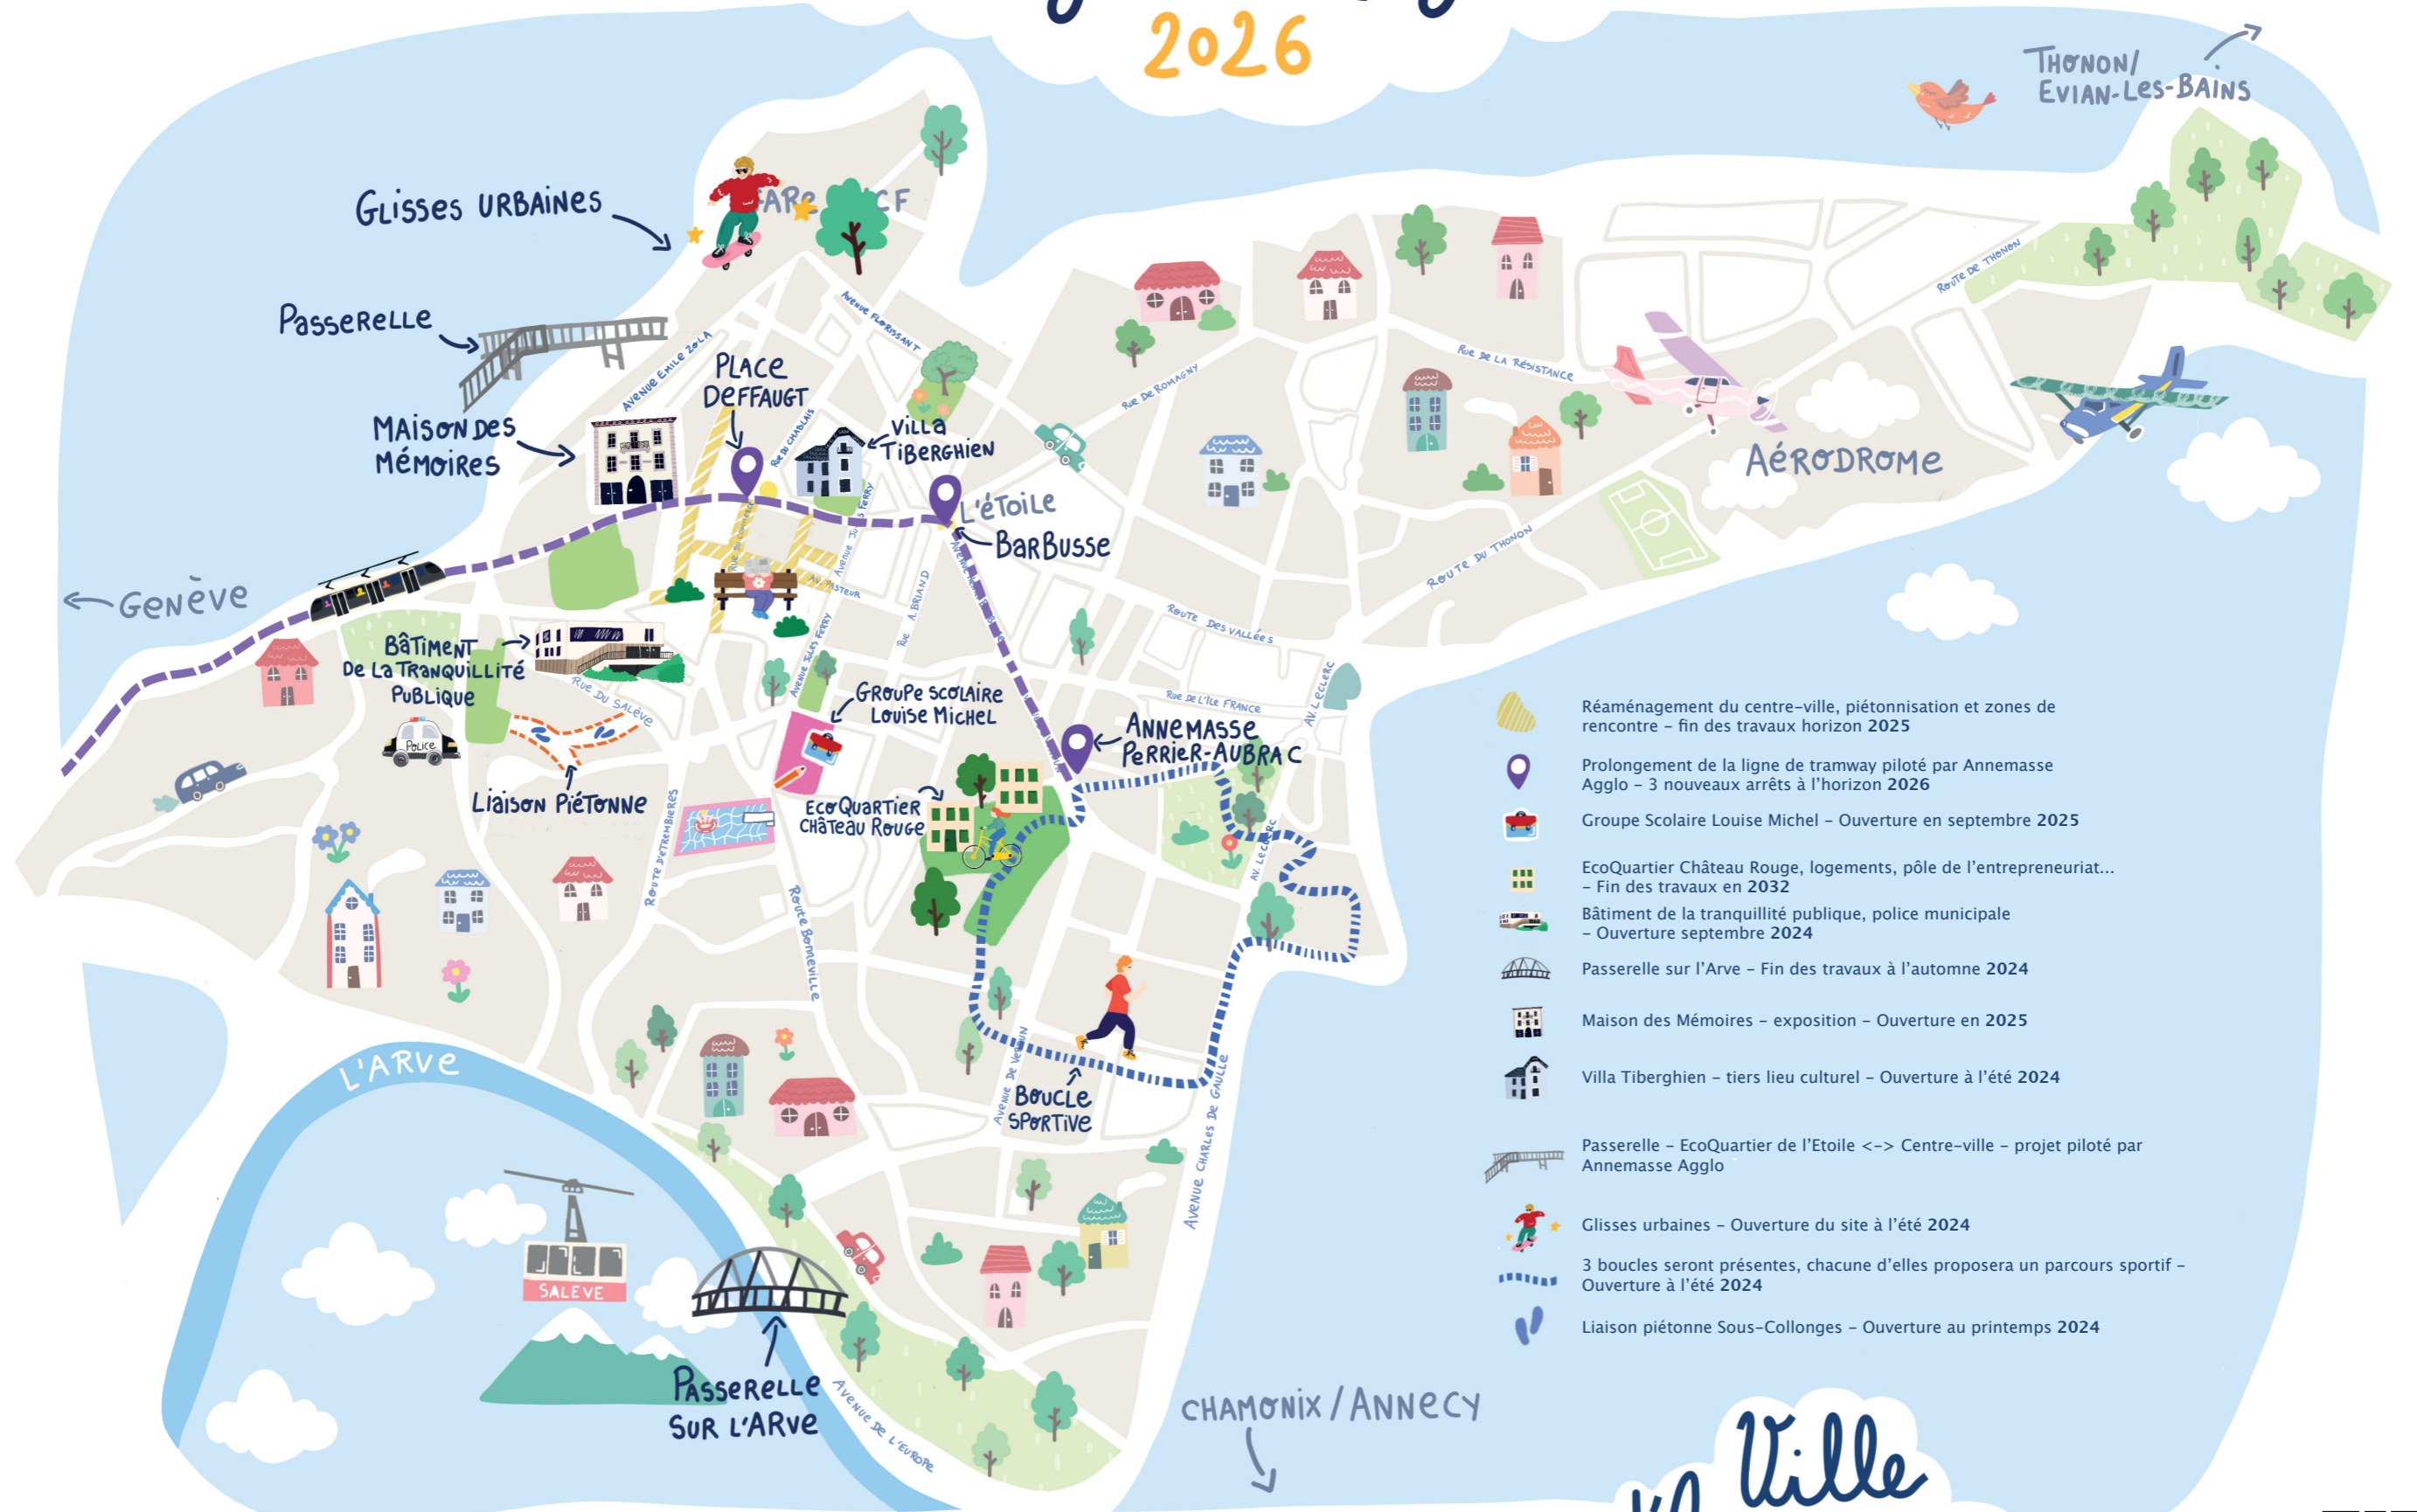 2026
THONON/
EVIAN-Les-BAINS
GLISSES URBAINES
PASSERELLE
AVENUE FLORISSANT
AVENUE EMILE ZOLA
PLACE
DEFFAUGT
RUE DU CHABLAIS
MAISON DES
MÉMOIRES
VILLA
TIBERGHIEN
RUE DE ROMAGNY
RUE DE LA RÉSISTANCE
ROUTE DE THONON
AÉRODROME
L'ÉTOILE
BARBUSSE
RUE DU COMMERCE
AV. PASTEUR
RUE A. BRIAND
ROUTE DU THONON
GENÈVE
BÂTIMENT
DE LA TRANQUILLITÉ
PUBLIQUE
RUE DU SALÈVE
POLICE
LIAISON PIÉTONNE
AVENUE JULES FERRY
GROUPE SCOLAIRE
LOUISE MICHEL
ROUTE DES VALLÉES
RUE DE L'ILE FRANCE
AV. LECLERC
ANNEMASSE
PERRIER-AUBRAC
ECOQUARTIER
CHÂTEAU ROUGE
ROUTE D'ETREMBIERES
ROUTE BONNEVILLE
AV. LECLERC
AVENUE DE VERDUN
BOUCLE
SPORTIVE
AVENUE CHARLES DE GAULLE
L'ARVE
SALEVE
PASSERELLE
SUR L'ARVE
AVENUE DE L'EUROPE
CHAMONIX/ANNECY
Réaménagement du centre-ville, piétonnisation et zones de
rencontre – fin des travaux horizon 2025
Prolongement de la ligne de tramway piloté par Annemasse
Agglo – 3 nouveaux arrêts à l'horizon 2026
Groupe Scolaire Louise Michel – Ouverture en septembre 2025
EcoQuartier Château Rouge, logements, pôle de l'entrepreneuriat...
– Fin des travaux en 2032
Bâtiment de la tranquillité publique, police municipale
– Ouverture septembre 2024
Passerelle sur l'Arve – Fin des travaux à l'automne 2024
Maison des Mémoires – exposition – Ouverture en 2025
Villa Tiberghien – tiers lieu culturel – Ouverture à l'été 2024
Passerelle – EcoQuartier de l'Etoile <-> Centre-ville – projet piloté par
Annemasse Agglo
Glisses urbaines – Ouverture du site à l'été 2024
3 boucles seront présentes, chacune d'elles proposera un parcours sportif –
Ouverture à l'été 2024
Liaison piétonne Sous-Collonges – Ouverture au printemps 2024
Ville